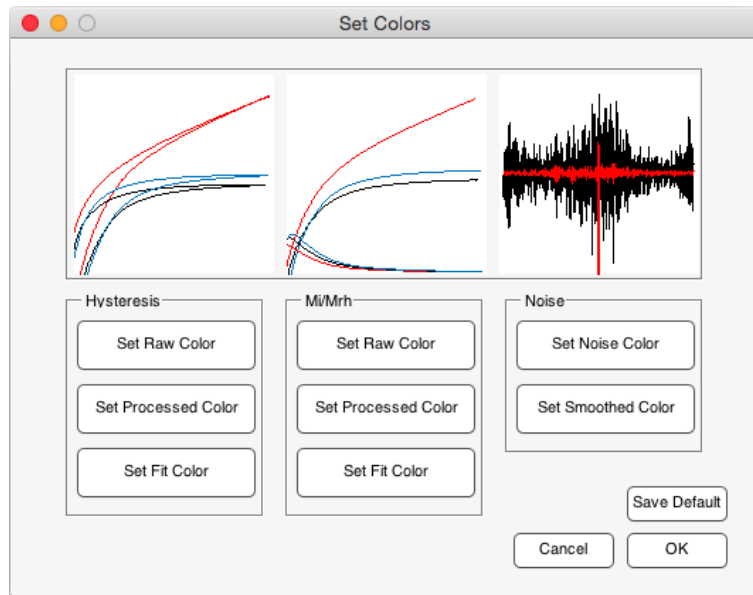 Set Colors
Hysteresis
Mi/Mrh
Noise
Set Raw Color
Set Raw Color
Set Noise Color
Set Processed Color
Set Processed Color
Set Smoothed Color
Set Fit Color
Set Fit Color
Save Default
Cancel
OK